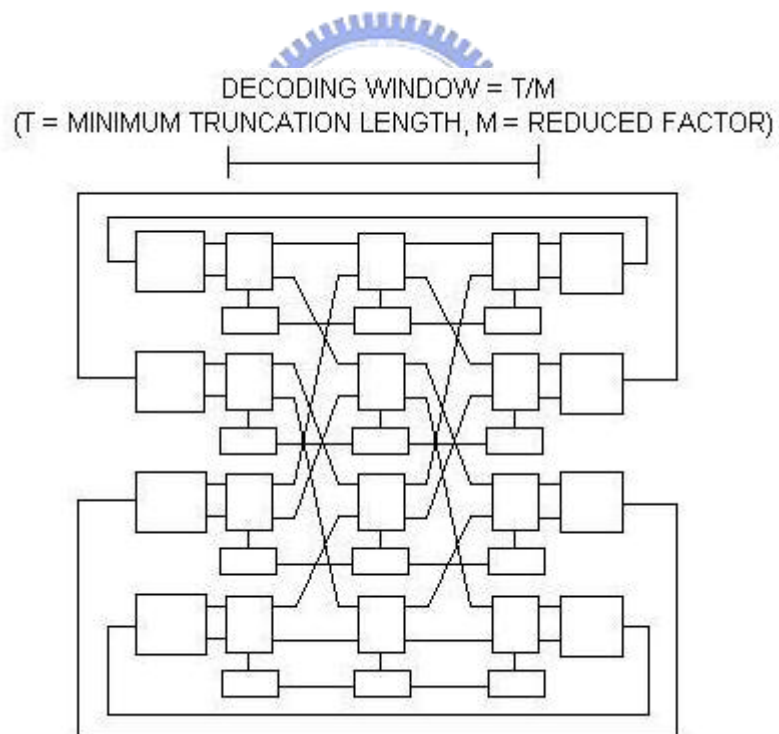 DECODING WINDOW = T/M
(T = MINIMUM TRUNCATION LENGTH, M = REDUCED FACTOR)